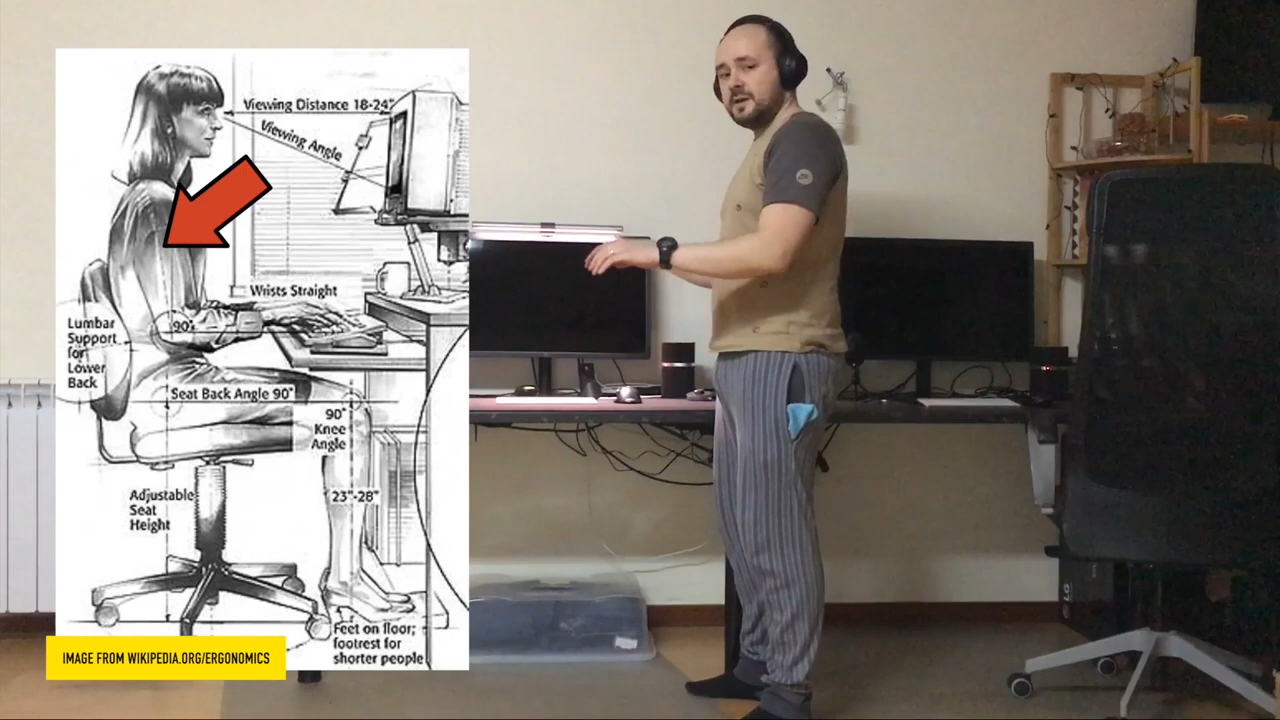 Viewing Distance 18-24"
Viewing Angle
Wrists Straight
90°
Lumbar
Support
for
Lower
Back
Seat Back Angle 90°
90°
Knee
Angle
Adjustable
Seat
Height
23"-28"
Feet on floor;
footrest for
shorter people
IMAGE FROM WIKIPEDIA.ORG/ERGONOMICS
LG